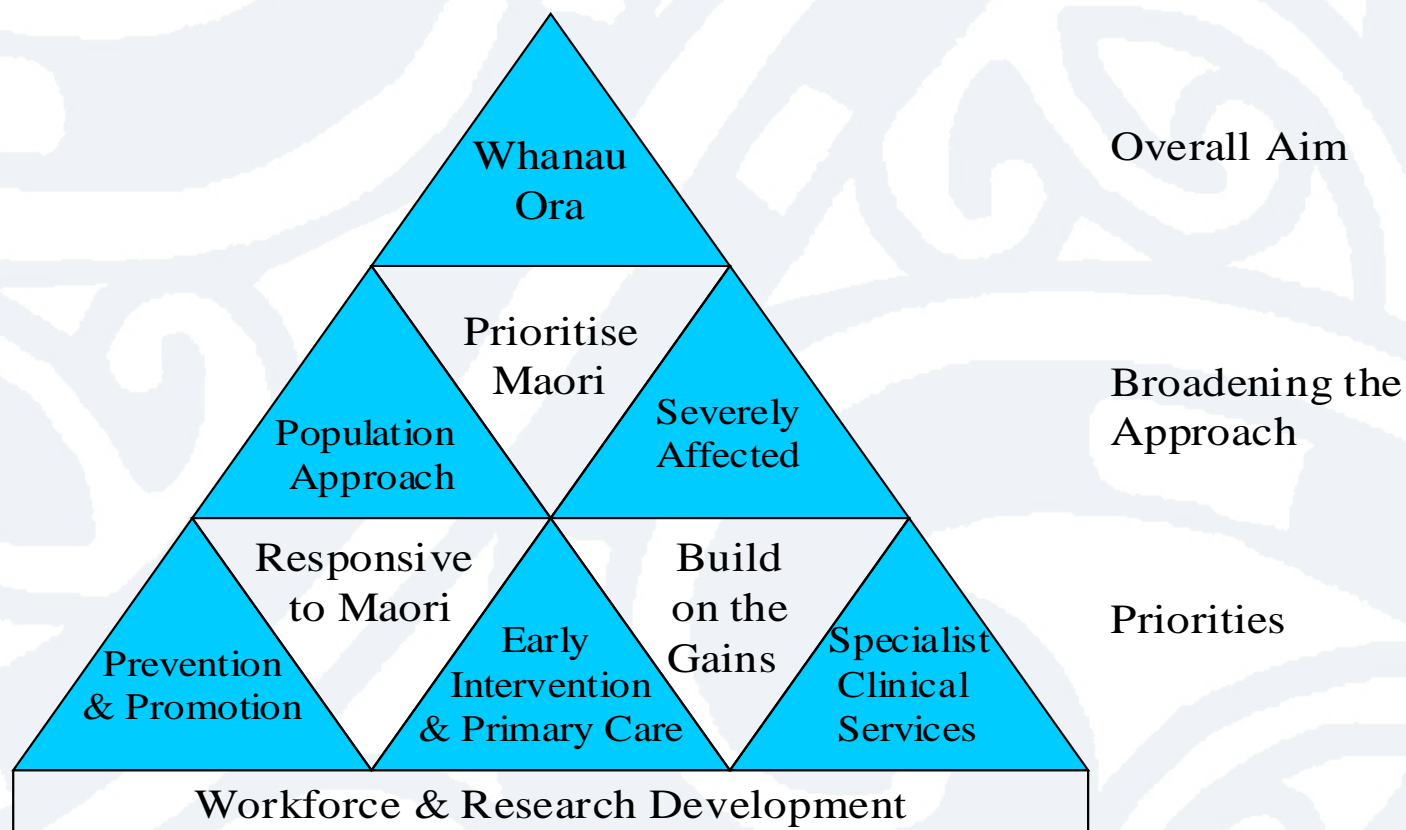 Whanau
Ora
Overall Aim
Prioritise
Maori
Population
Approach
Severely
Affected
Broadening the
Approach
Responsive
to Maori
Build
on the
Gains
Prevention
& Promotion
Early
Intervention
& Primary Care
Specialist
Clinical
Services
Priorities
Workforce & Research Development